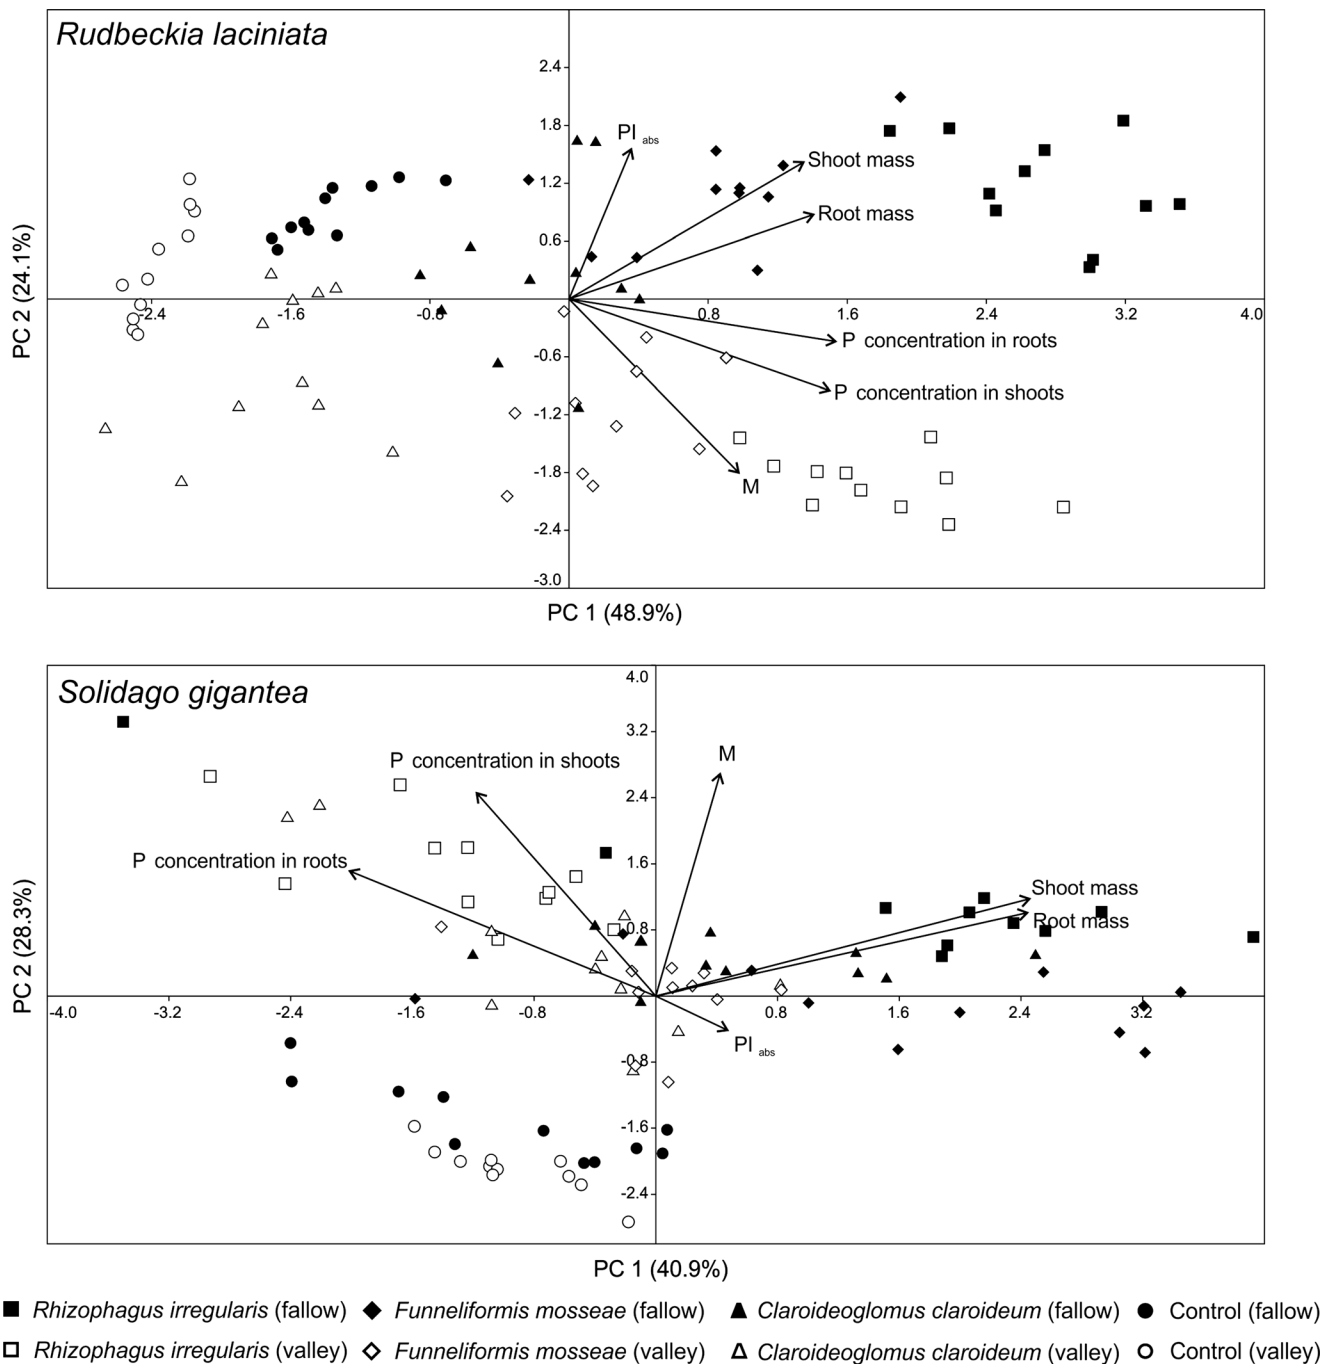 Rudbeckia laciniata
2.4
1.8
1.2
0.6
-0.6
-1.2
-1.8
-2.4
-3.0
-2.4
-1.6
-0.8
0.8
1.6
2.4
3.2
4.0
PI abs
Shoot mass
Root mass
P concentration in roots
P concentration in shoots
M
PC 2 (24.1%)
PC 1 (48.9%)
Solidago gigantea
4.0
3.2
2.4
1.6
0.8
-0.8
-1.6
-2.4
-4.0
-3.2
-2.4
-1.6
-0.8
0.8
1.6
2.4
3.2
P concentration in shoots
M
P concentration in roots
Shoot mass
Root mass
PI abs
PC 2 (28.3%)
PC 1 (40.9%)
Rhizophagus irregularis (fallow) Funneliformis mosseae (fallow) Claroideoglomus claroideum (fallow) Control (fallow)
Rhizophagus irregularis (valley) Funneliformis mosseae (valley) Claroideoglomus claroideum (valley) Control (valley)